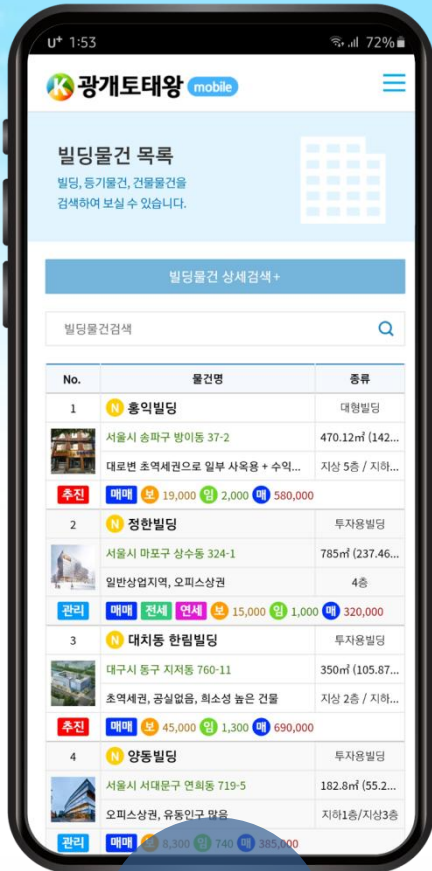 U+ 1:53 72%
K 광개토태왕 mobile
빌딩물건 목록
빌딩, 등기물건, 건물물건을
검색하여 보실 수 있습니다.
빌딩물건 상세검색+
빌딩물건검색
No. 물건명 종류
1 N 홍익빌딩 대형빌딩
서울시 송파구 방이동 37-2 470.12㎡ (142...
대로변 초역세권으로 일부 사옥용 + 수익... 지상 5층 / 지하...
추진 매매 보 19,000 임 2,000 매 580,000
2 N 정한빌딩 투자용빌딩
서울시 마포구 상수동 324-1 785㎡ (237.46...
일반상업지역, 오피스상권 4층
관리 매매 전세 연세 보 15,000 임 1,000 매 320,000
3 N 대치동 한림빌딩 투자용빌딩
대구시 동구 지저동 760-11 350㎡ (105.87...
초역세권, 공실없음, 희소성 높은 건물 지상 2층 / 지하...
추진 매매 보 45,000 임 1,300 매 690,000
4 N 양동빌딩 투자용빌딩
서울시 서대문구 연희동 719-5 182.8㎡ (55.2...
오피스상권, 유동인구 많음 지하1층/지상3층
관리 매매 보 8,300 임 740 매 385,000